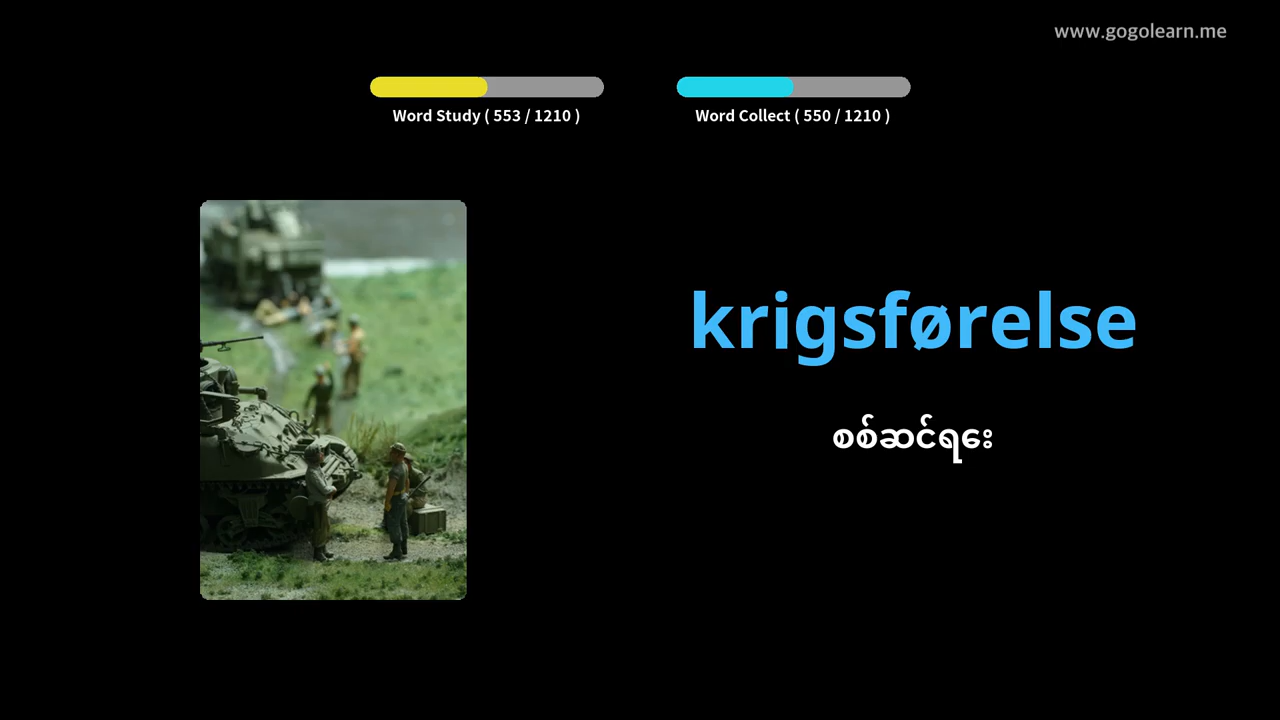 www.gogolearn.me
Word Study ( 553 / 1210 )
Word Collect ( 550 / 1210 )
krigsførelse
စစ်ဆင်ရေး